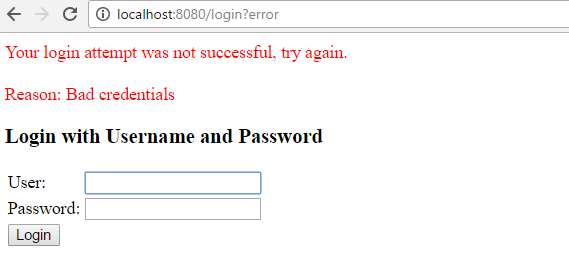 localhost:8080/login?error
Your login attempt was not successful, try again.
Reason: Bad credentials
Login with Username and Password
User:
Password:
Login